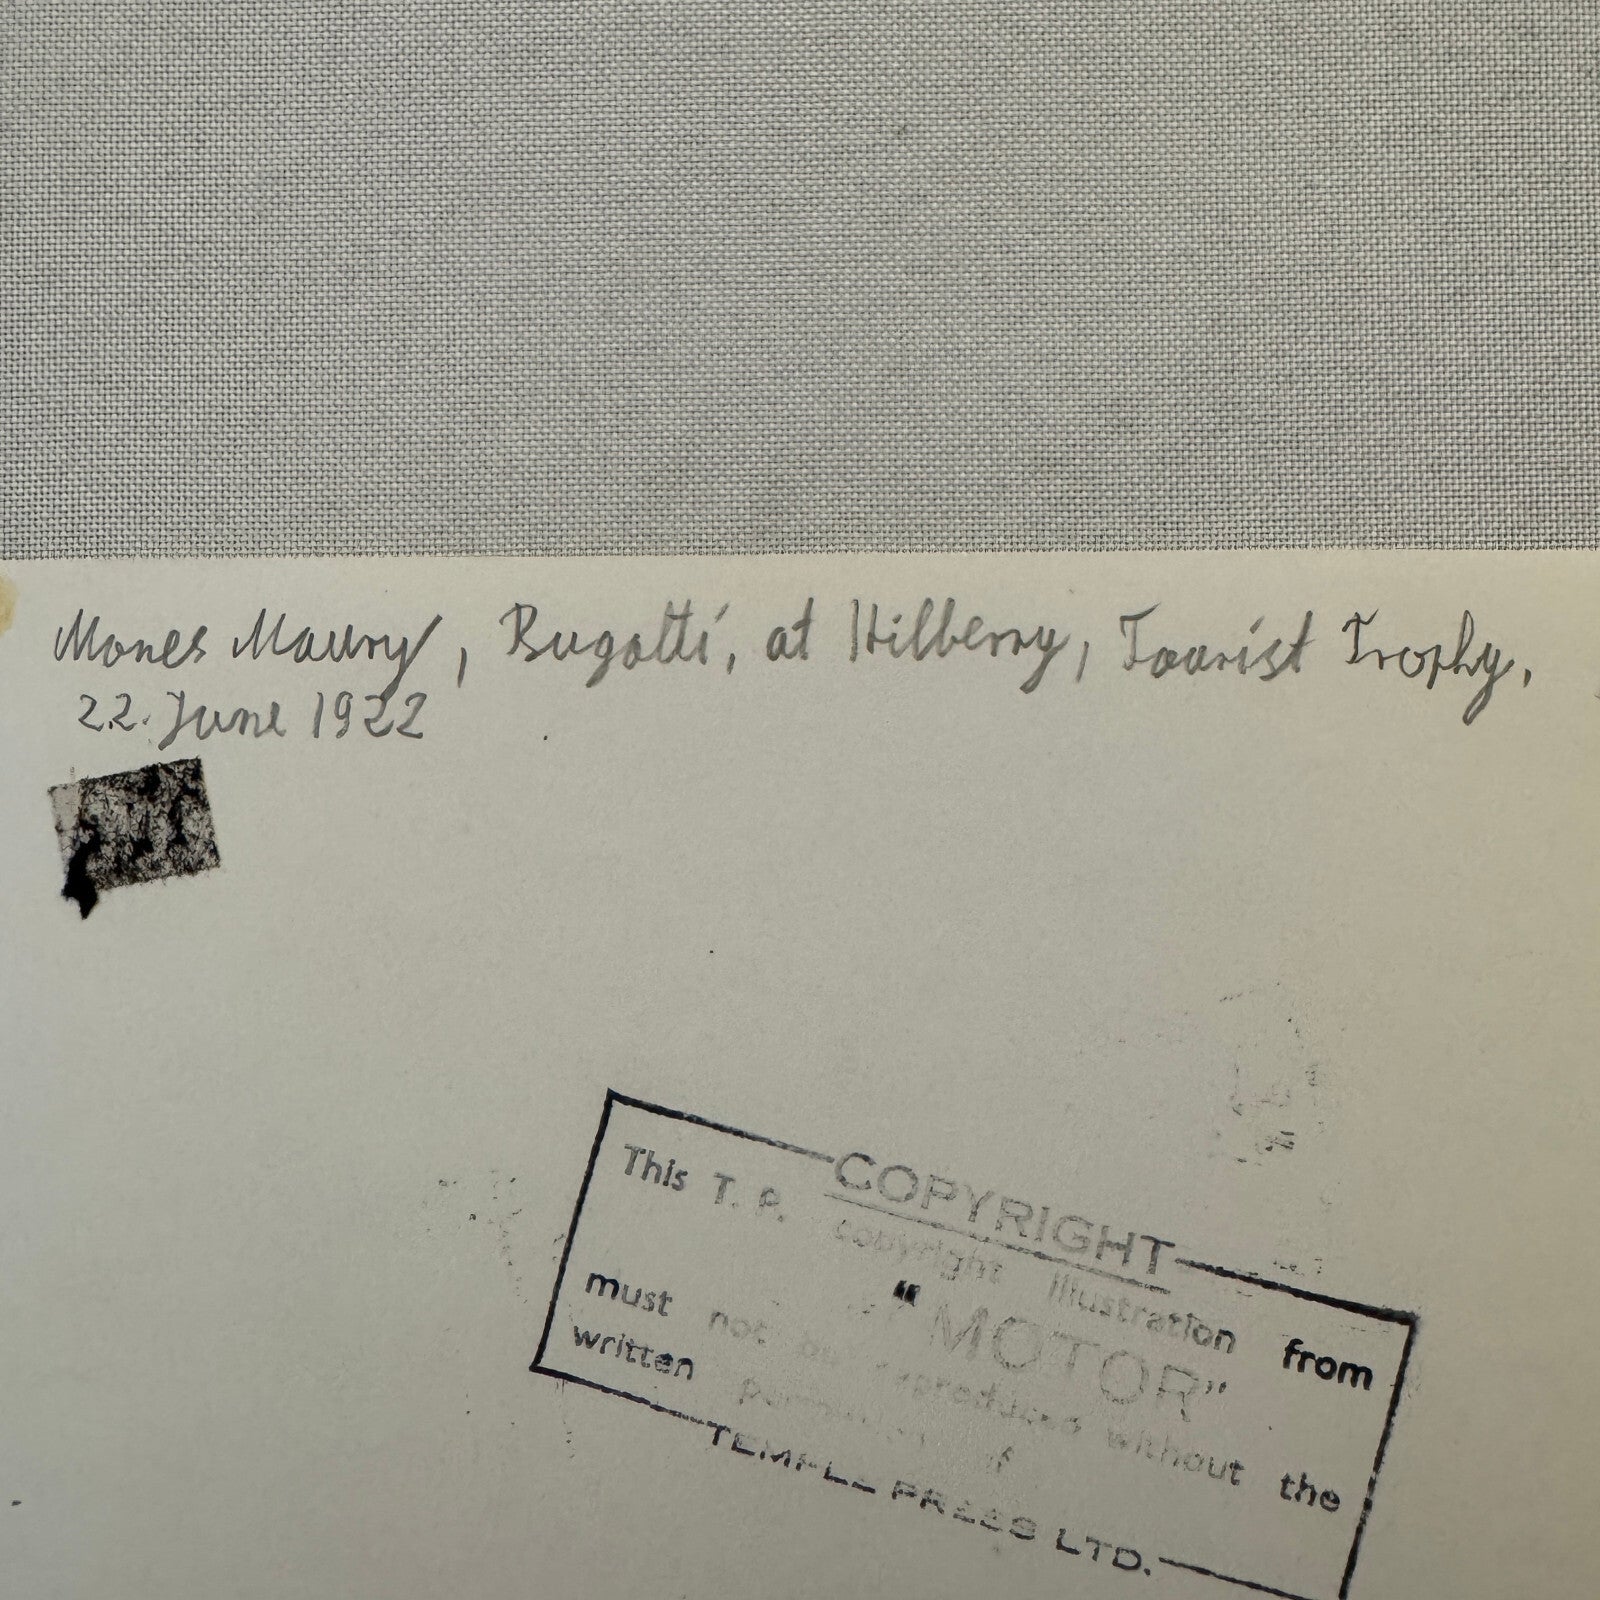 Mones Maury, Bugatti, at Hilberry, Tourist Trophy,
22. June 1922
COPYRIGHT
This T. P. copyright illustration from
"MOTOR"
must not be reproduced without the
written permission of
TEMPLE PRESS LTD.